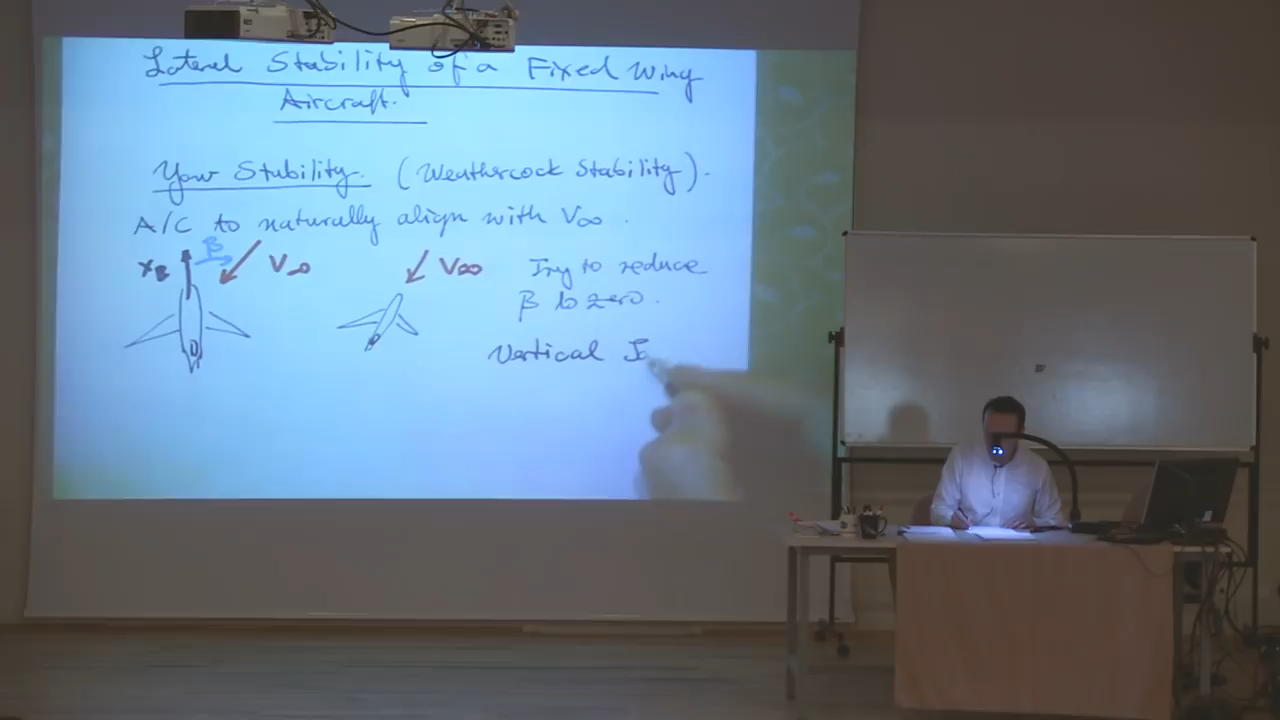 Lateral Stability of a Fixed Wing
Aircraft.
Yaw Stability. (Weathercock Stability).
A/C to naturally align with V∞.
β
x_B V∞ V∞ Try to reduce
β to zero.
Vertical